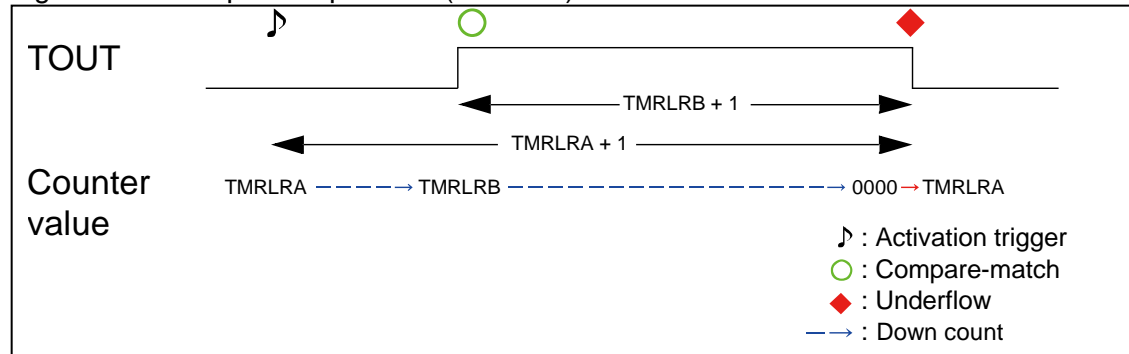 TOUT
TMRLRB + 1
TMRLRA + 1
Counter
value
TMRLRA TMRLRB 0000 TMRLRA
: Activation trigger
: Compare-match
: Underflow
: Down count